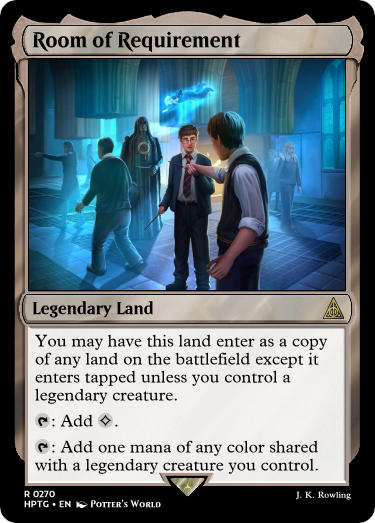 Room of Requirement
Legendary Land
You may have this land enter as a copy
of any land on the battlefield except it
enters tapped unless you control a
legendary creature.
: Add .
: Add one mana of any color shared
with a legendary creature you control.
R 0270
HPTG • EN Potter's World
J. K. Rowling